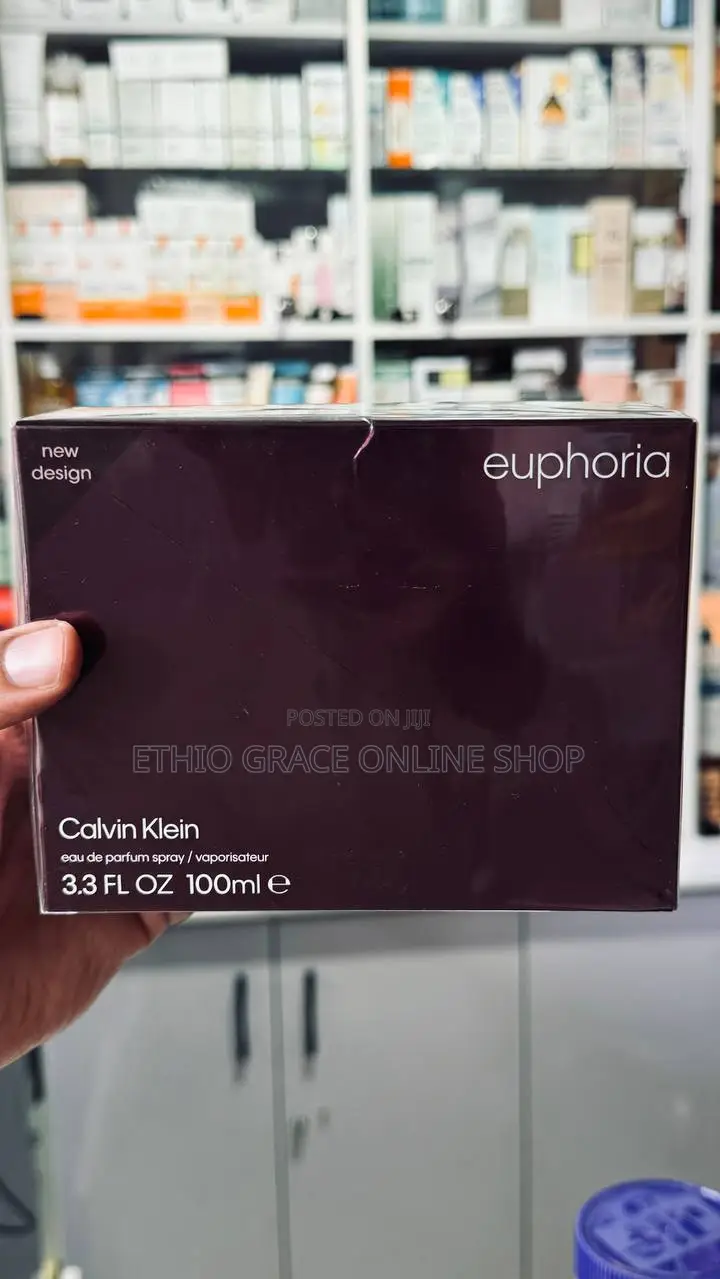 new
design
euphoria
POSTED ON JIJI
ETHIO GRACE ONLINE SHOP
Calvin Klein
eau de parfum spray / vaporisateur
3.3 FL OZ 100ml ℮